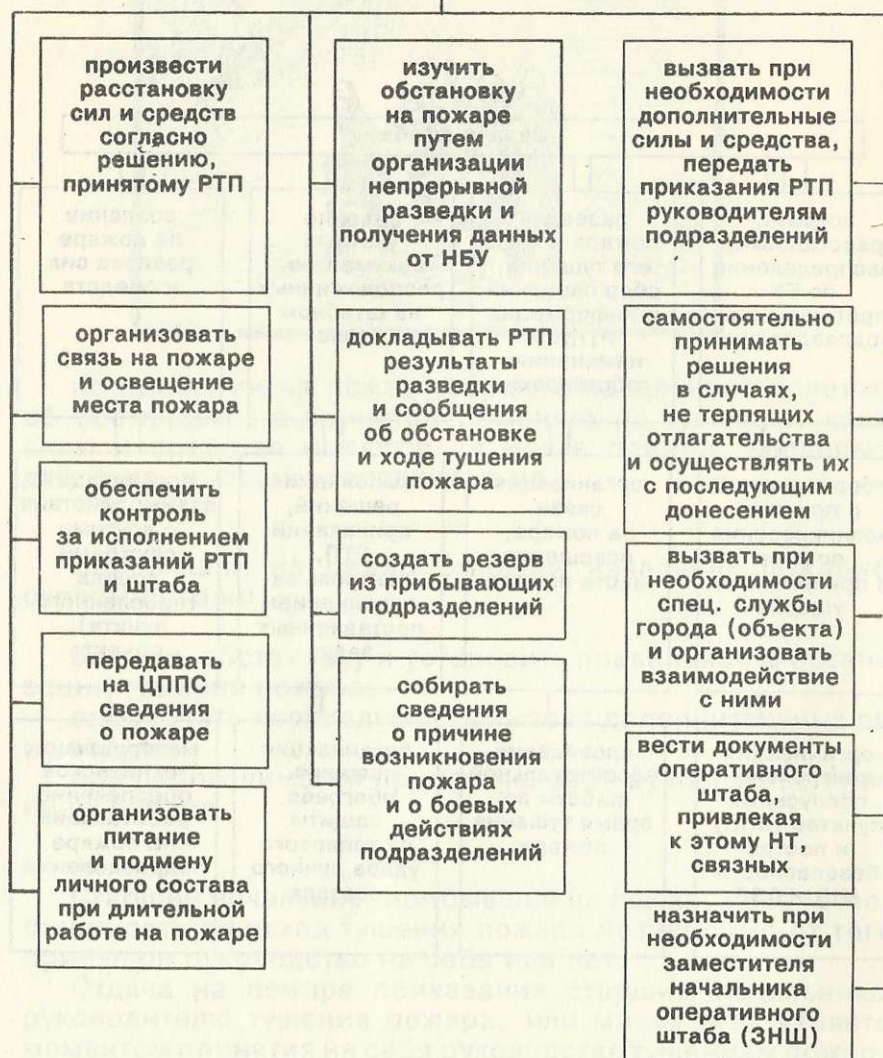 произвести
расстановку
сил и средств
согласно
решению,
принятому РТП
организовать
связь на пожаре
и освещение
места пожара
обеспечить
контроль
за исполнением
приказаний РТП
и штаба
передавать
на ЦППС
сведения
о пожаре
организовать
питание
и подмену
личного состава
при длительной
работе на пожаре
изучить
обстановку
на пожаре
путем
организации
непрерывной
разведки и
получения данных
от НБУ
докладывать РТП
результаты
разведки
и сообщения
об обстановке
и ходе тушения
пожара
создать резерв
из прибывающих
подразделений
собирать
сведения
о причине
возникновения
пожара
и о боевых
действиях
подразделений
вызвать при
необходимости
дополнительные
силы и средства,
передать
приказания РТП
руководителям
подразделений
самостоятельно
принимать
решения
в случаях,
не терпящих
отлагательства
и осуществлять их
с последующим
донесением
вызвать при
необходимости
спец. службы
города (объекта)
и организовать
взаимодействие
с ними
вести документы
оперативного
штаба,
привлекая
к этому НТ,
связных
назначить при
необходимости
заместителя
начальника
оперативного
штаба (ЗНШ)